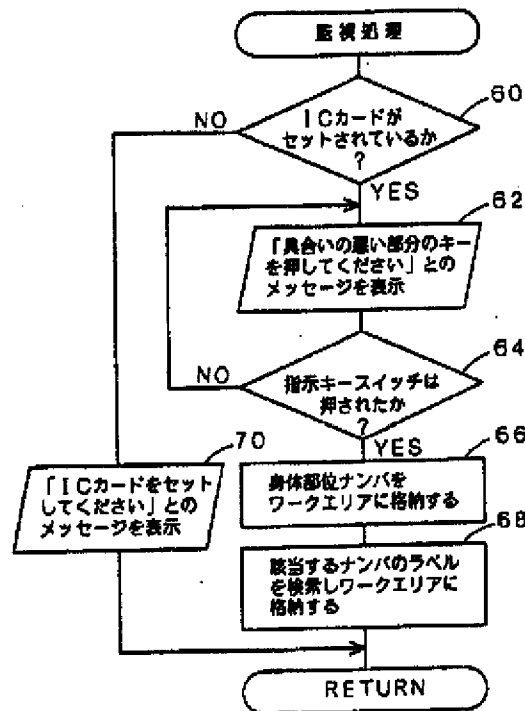 監視処理
60
ICカードが
セットされているか
?
NO
YES
62
「具合いの悪い部分のキー
を押してください」との
メッセージを表示
64
指示キースイッチは
押されたか
?
NO
YES
66
身体部位ナンバを
ワークエリアに格納する
70
「ICカードをセット
してください」との
メッセージを表示
68
該当するナンバのラベル
を検索しワークエリアに
格納する
RETURN